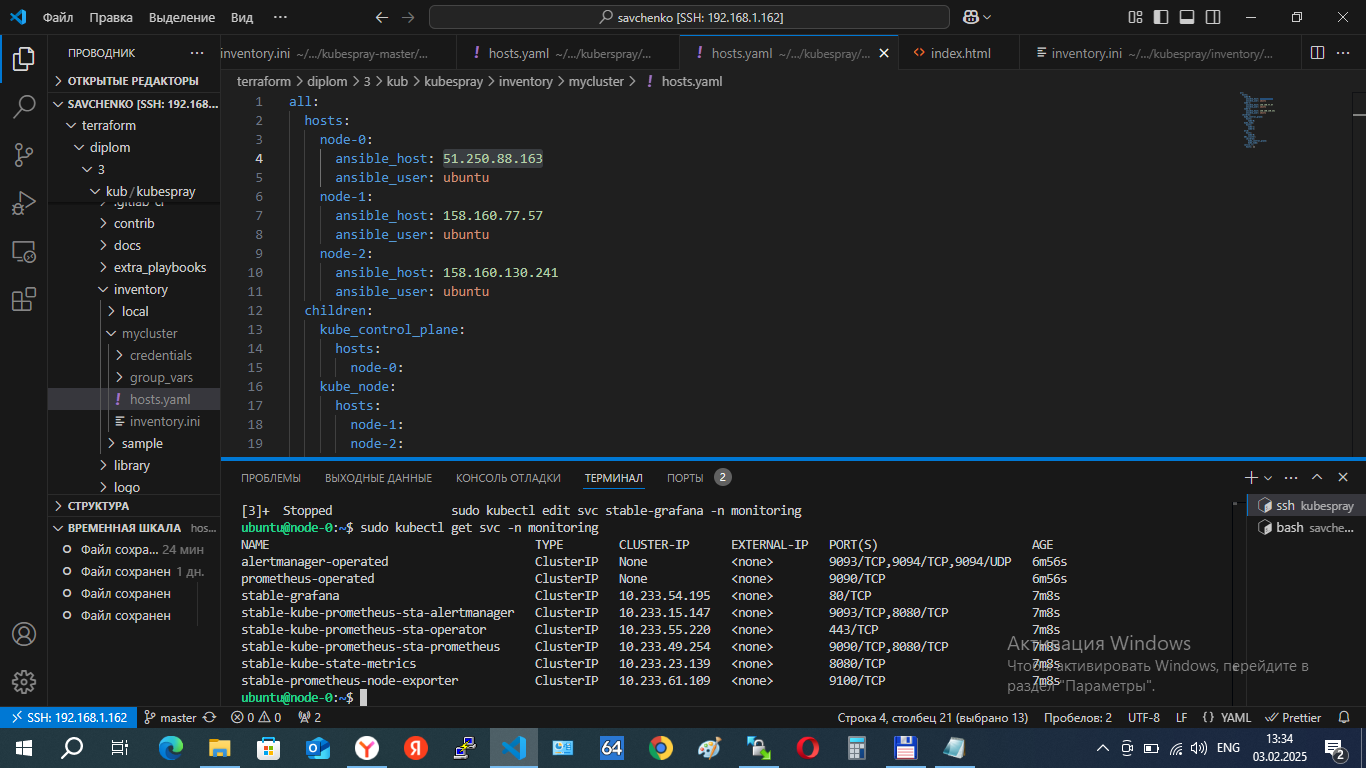 Файл Правка Выделение Вид ··· savchenko [SSH: 192.168.1.162]
ПРОВОДНИК ···
inventory.ini ~/.../kubespray-master/...
! hosts.yaml ~/.../kuberspray/...
! hosts.yaml ~/.../kubespray/...
<> index.html
inventory.ini ~/.../kubespray/inventory/...
ОТКРЫТЫЕ РЕДАКТОРЫ
SAVCHENKO [SSH: 192.168...
terraform
diplom
3
kub / kubespray
.gitlab-ci
contrib
docs
extra_playbooks
inventory
local
mycluster
credentials
group_vars
! hosts.yaml
inventory.ini
sample
library
logo
СТРУКТУРА
ВРЕМЕННАЯ ШКАЛА hos...
Файл сохра... 24 мин
Файл сохранен 1 дн.
Файл сохранен
Файл сохранен
terraform > diplom > 3 > kub > kubespray > inventory > mycluster > ! hosts.yaml
1 all:
2 hosts:
3 node-0:
4 ansible_host: 51.250.88.163
5 ansible_user: ubuntu
6 node-1:
7 ansible_host: 158.160.77.57
8 ansible_user: ubuntu
9 node-2:
10 ansible_host: 158.160.130.241
11 ansible_user: ubuntu
12 children:
13 kube_control_plane:
14 hosts:
15 node-0:
16 kube_node:
17 hosts:
18 node-1:
19 node-2:
ПРОБЛЕМЫ ВЫХОДНЫЕ ДАННЫЕ КОНСОЛЬ ОТЛАДКИ ТЕРМИНАЛ ПОРТЫ 2
[3]+ Stopped sudo kubectl edit svc stable-grafana -n monitoring
ubuntu@node-0:~$ sudo kubectl get svc -n monitoring
NAME TYPE CLUSTER-IP EXTERNAL-IP PORT(S) AGE
alertmanager-operated ClusterIP None <none> 9093/TCP,9094/TCP,9094/UDP 6m56s
prometheus-operated ClusterIP None <none> 9090/TCP 6m56s
stable-grafana ClusterIP 10.233.54.195 <none> 80/TCP 7m8s
stable-kube-prometheus-sta-alertmanager ClusterIP 10.233.15.147 <none> 9093/TCP,8080/TCP 7m8s
stable-kube-prometheus-sta-operator ClusterIP 10.233.55.220 <none> 443/TCP 7m8s
stable-kube-prometheus-sta-prometheus ClusterIP 10.233.49.254 <none> 9090/TCP,8080/TCP 7m8s
stable-kube-state-metrics ClusterIP 10.233.23.139 <none> 8080/TCP 7m8s
stable-prometheus-node-exporter ClusterIP 10.233.61.109 <none> 9100/TCP 7m8s
ubuntu@node-0:~$
ssh kubespray
bash savche...
Активация Windows
Чтобы активировать Windows, перейдите в
раздел "Параметры".
SSH: 192.168.1.162 master 0 0 2 Строка 4, столбец 21 (выбрано 13) Пробелов: 2 UTF-8 LF {} YAML Prettier
64
ENG
13:34
03.02.2025
2